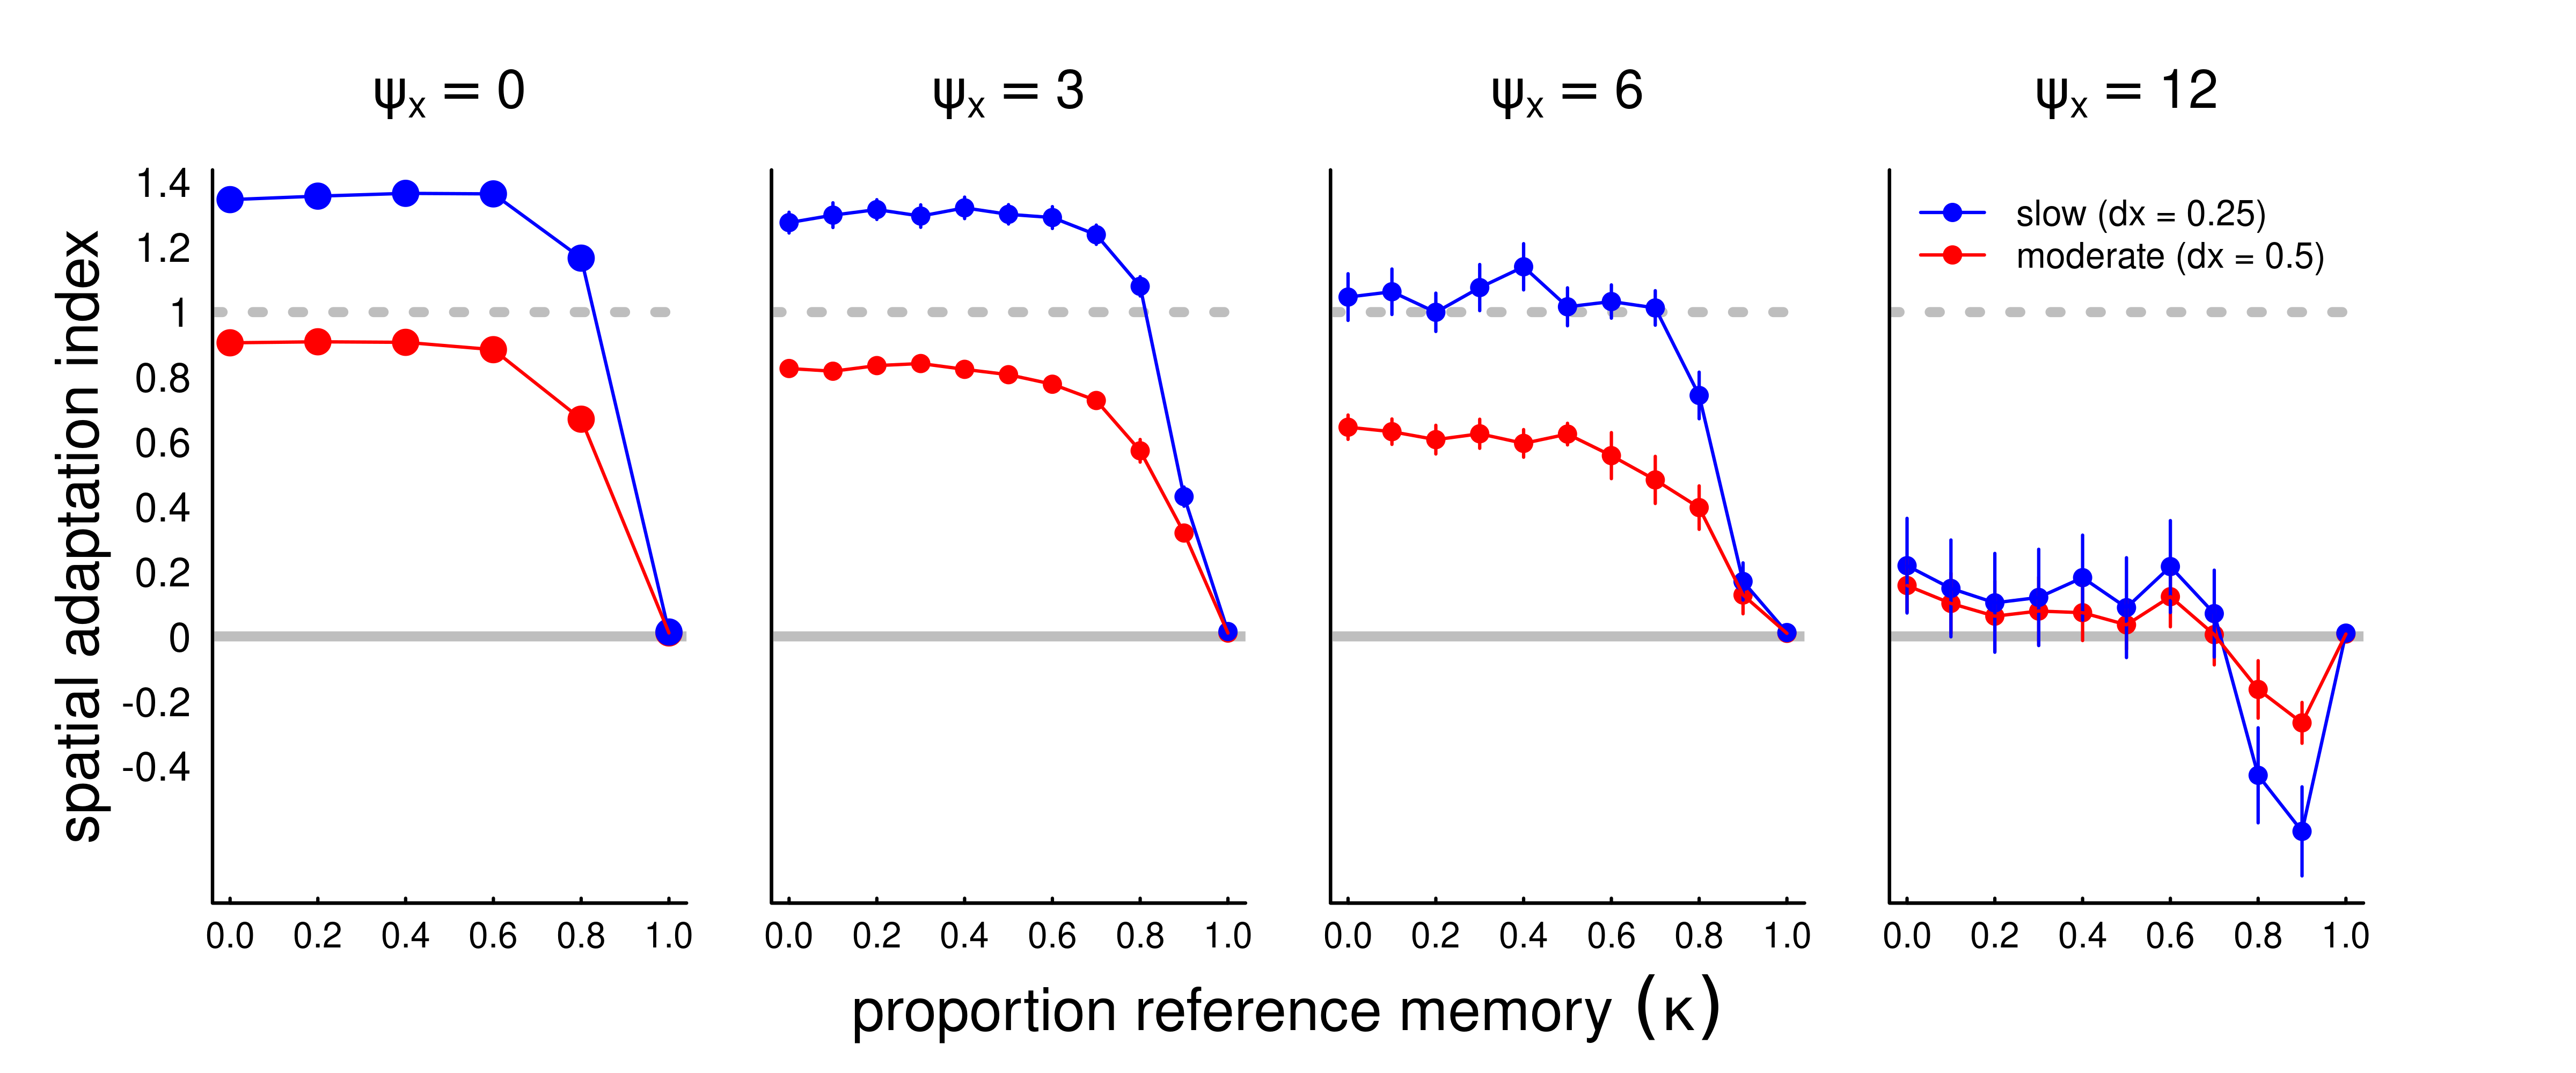 ψx = 0
ψx = 3
ψx = 6
ψx = 12
spatial adaptation index
1.4
1.2
1
0.8
0.6
0.4
0.2
0
-0.2
-0.4
slow (dx = 0.25)
moderate (dx = 0.5)
0.0 0.2 0.4 0.6 0.8 1.0
0.0 0.2 0.4 0.6 0.8 1.0
0.0 0.2 0.4 0.6 0.8 1.0
0.0 0.2 0.4 0.6 0.8 1.0
proportion reference memory (κ)